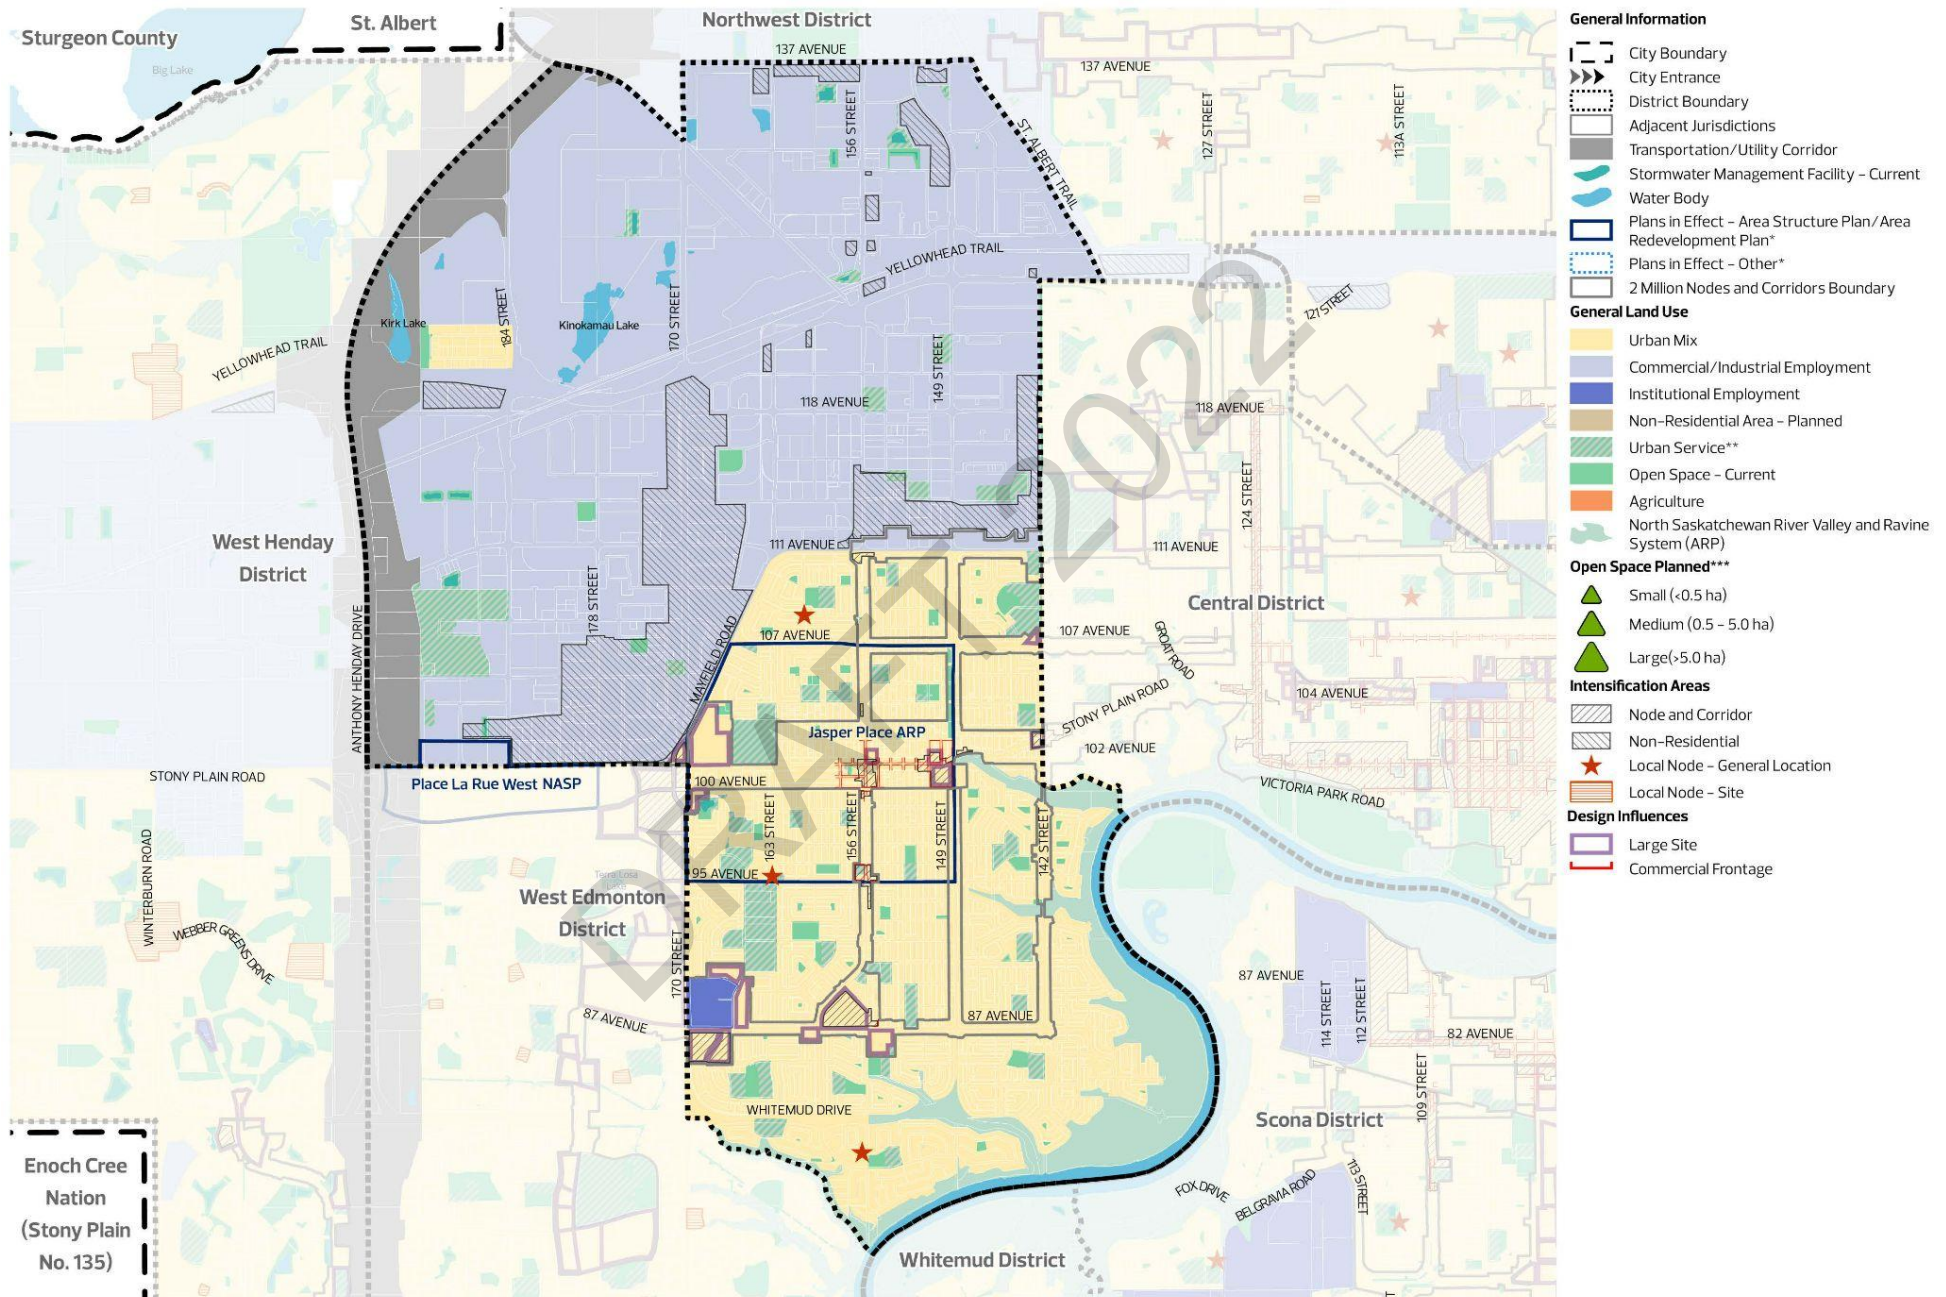 Sturgeon County
St. Albert
Northwest District
Big Lake
137 AVENUE
137 AVENUE
156 STREET
ST. ALBERT TRAIL
127 STREET
113A STREET
YELLOWHEAD TRAIL
121 STREET
Kirk Lake
184 STREET
Kinokamau Lake
170 STREET
YELLOWHEAD TRAIL
149 STREET
118 AVENUE
118 AVENUE
124 STREET
West Henday
District
111 AVENUE
111 AVENUE
178 STREET
ANTHONY HENDAY DRIVE
MAYFIELD ROAD
107 AVENUE
107 AVENUE
Central District
GROAT ROAD
STONY PLAIN ROAD
104 AVENUE
102 AVENUE
Jasper Place ARP
STONY PLAIN ROAD
Place La Rue West NASP
100 AVENUE
VICTORIA PARK ROAD
163 STREET
156 STREET
149 STREET
142 STREET
95 AVENUE
Terra Losa
Lake
West Edmonton
District
WINTERBURN ROAD
WEBBER GREENS DRIVE
170 STREET
87 AVENUE
87 AVENUE
87 AVENUE
114 STREET
112 STREET
82 AVENUE
109 STREET
WHITEMUD DRIVE
Scona District
FOX DRIVE
BELGRAVIA ROAD
113 STREET
Whitemud District
Enoch Cree
Nation
(Stony Plain
No. 135)
DRAFT 2022
General Information
City Boundary
City Entrance
District Boundary
Adjacent Jurisdictions
Transportation/Utility Corridor
Stormwater Management Facility - Current
Water Body
Plans in Effect - Area Structure Plan/Area
Redevelopment Plan*
Plans in Effect - Other*
2 Million Nodes and Corridors Boundary
General Land Use
Urban Mix
Commercial/Industrial Employment
Institutional Employment
Non-Residential Area - Planned
Urban Service**
Open Space - Current
Agriculture
North Saskatchewan River Valley and Ravine
System (ARP)
Open Space Planned***
Small (<0.5 ha)
Medium (0.5 - 5.0 ha)
Large(>5.0 ha)
Intensification Areas
Node and Corridor
Non-Residential
Local Node - General Location
Local Node - Site
Design Influences
Large Site
Commercial Frontage